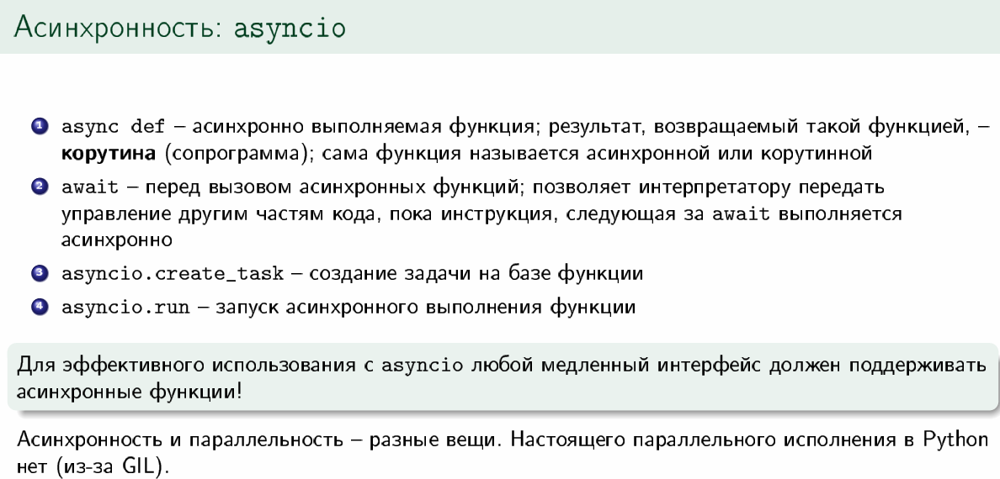 Асинхронность: asyncio
1 async def – асинхронно выполняемая функция; результат, возвращаемый такой функцией, –
корутина (сопрограмма); сама функция называется асинхронной или корутинной
2 await – перед вызовом асинхронных функций; позволяет интерпретатору передать
управление другим частям кода, пока инструкция, следующая за await выполняется
асинхронно
3 asyncio.create_task – создание задачи на базе функции
4 asyncio.run – запуск асинхронного выполнения функции
Для эффективного использования с asyncio любой медленный интерфейс должен поддерживать
асинхронные функции!
Асинхронность и параллельность – разные вещи. Настоящего параллельного исполнения в Python
нет (из-за GIL).